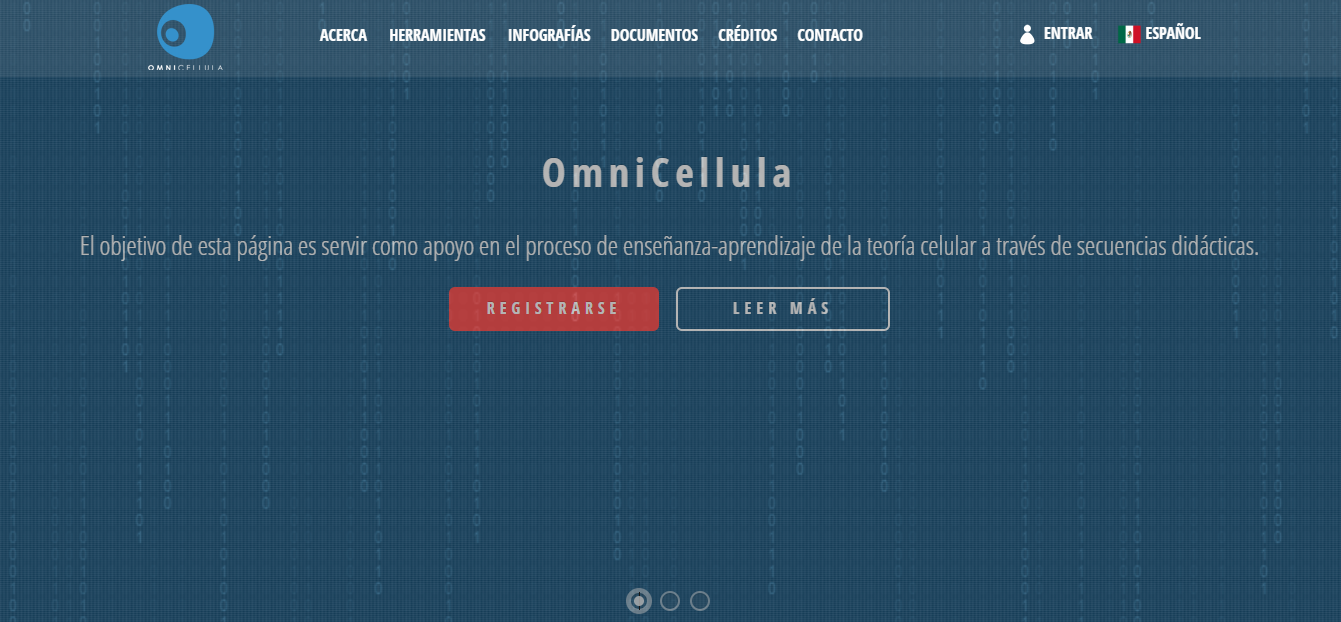 OMNICELLULA
ACERCA HERRAMIENTAS INFOGRAFÍAS DOCUMENTOS CRÉDITOS CONTACTO ENTRAR ESPAÑOL
OmniCellula
El objetivo de esta página es servir como apoyo en el proceso de enseñanza-aprendizaje de la teoría celular a través de secuencias didácticas.
REGISTRARSE LEER MÁS